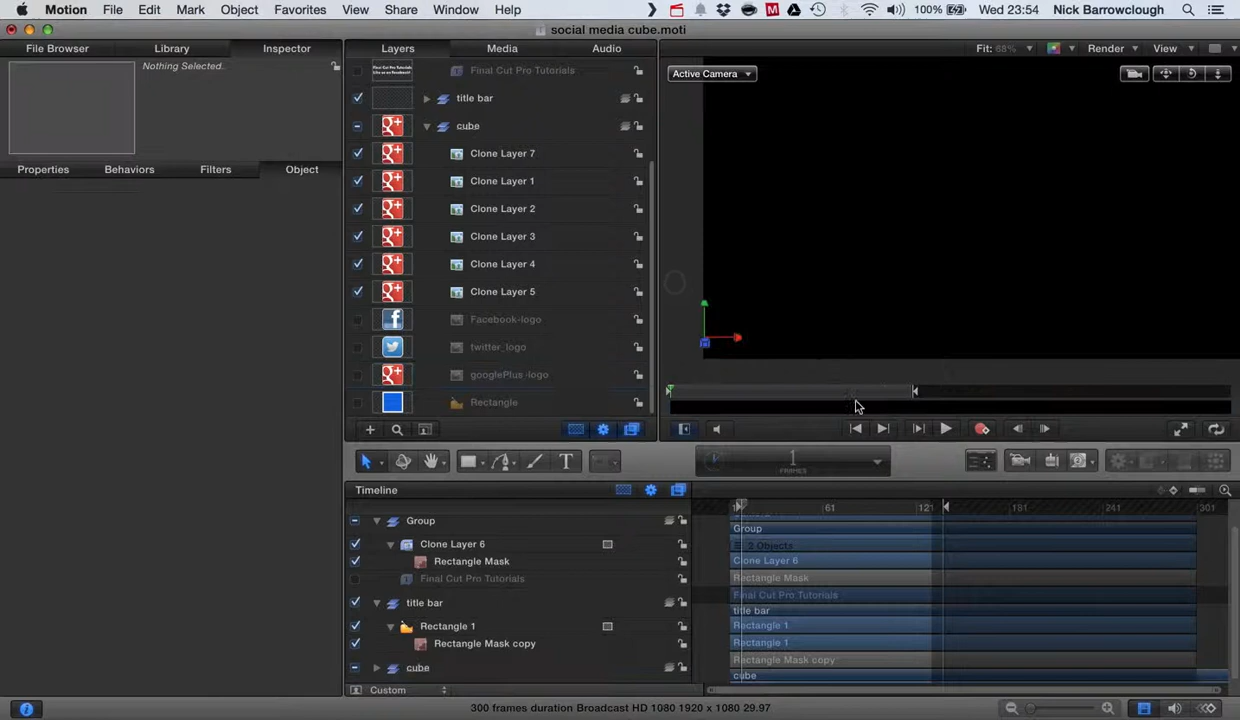 Motion File Edit Mark Object Favorites View Share Window Help 100% Wed 23:54 Nick Barrowclough
social media cube.moti
File Browser Library Inspector Layers Media Audio Fit: 68% Render View
Nothing Selected.
Final Cut Pro Tutorials
Active Camera
title bar
cube
Properties Behaviors Filters Object
Clone Layer 7
Clone Layer 1
Clone Layer 2
Clone Layer 3
Clone Layer 4
Clone Layer 5
Facebook-logo
twitter_logo
googlePlus-logo
Rectangle
1
FRAMES
Timeline
61 121 181 241 301
Group Group
2 Objects
Clone Layer 6 Clone Layer 6
Rectangle Mask Rectangle Mask
Final Cut Pro Tutorials Final Cut Pro Tutorials
title bar title bar
Rectangle 1 Rectangle 1
Rectangle 1
Rectangle Mask copy Rectangle Mask copy
cube cube
Custom
300 frames duration Broadcast HD 1080 1920 x 1080 29.97